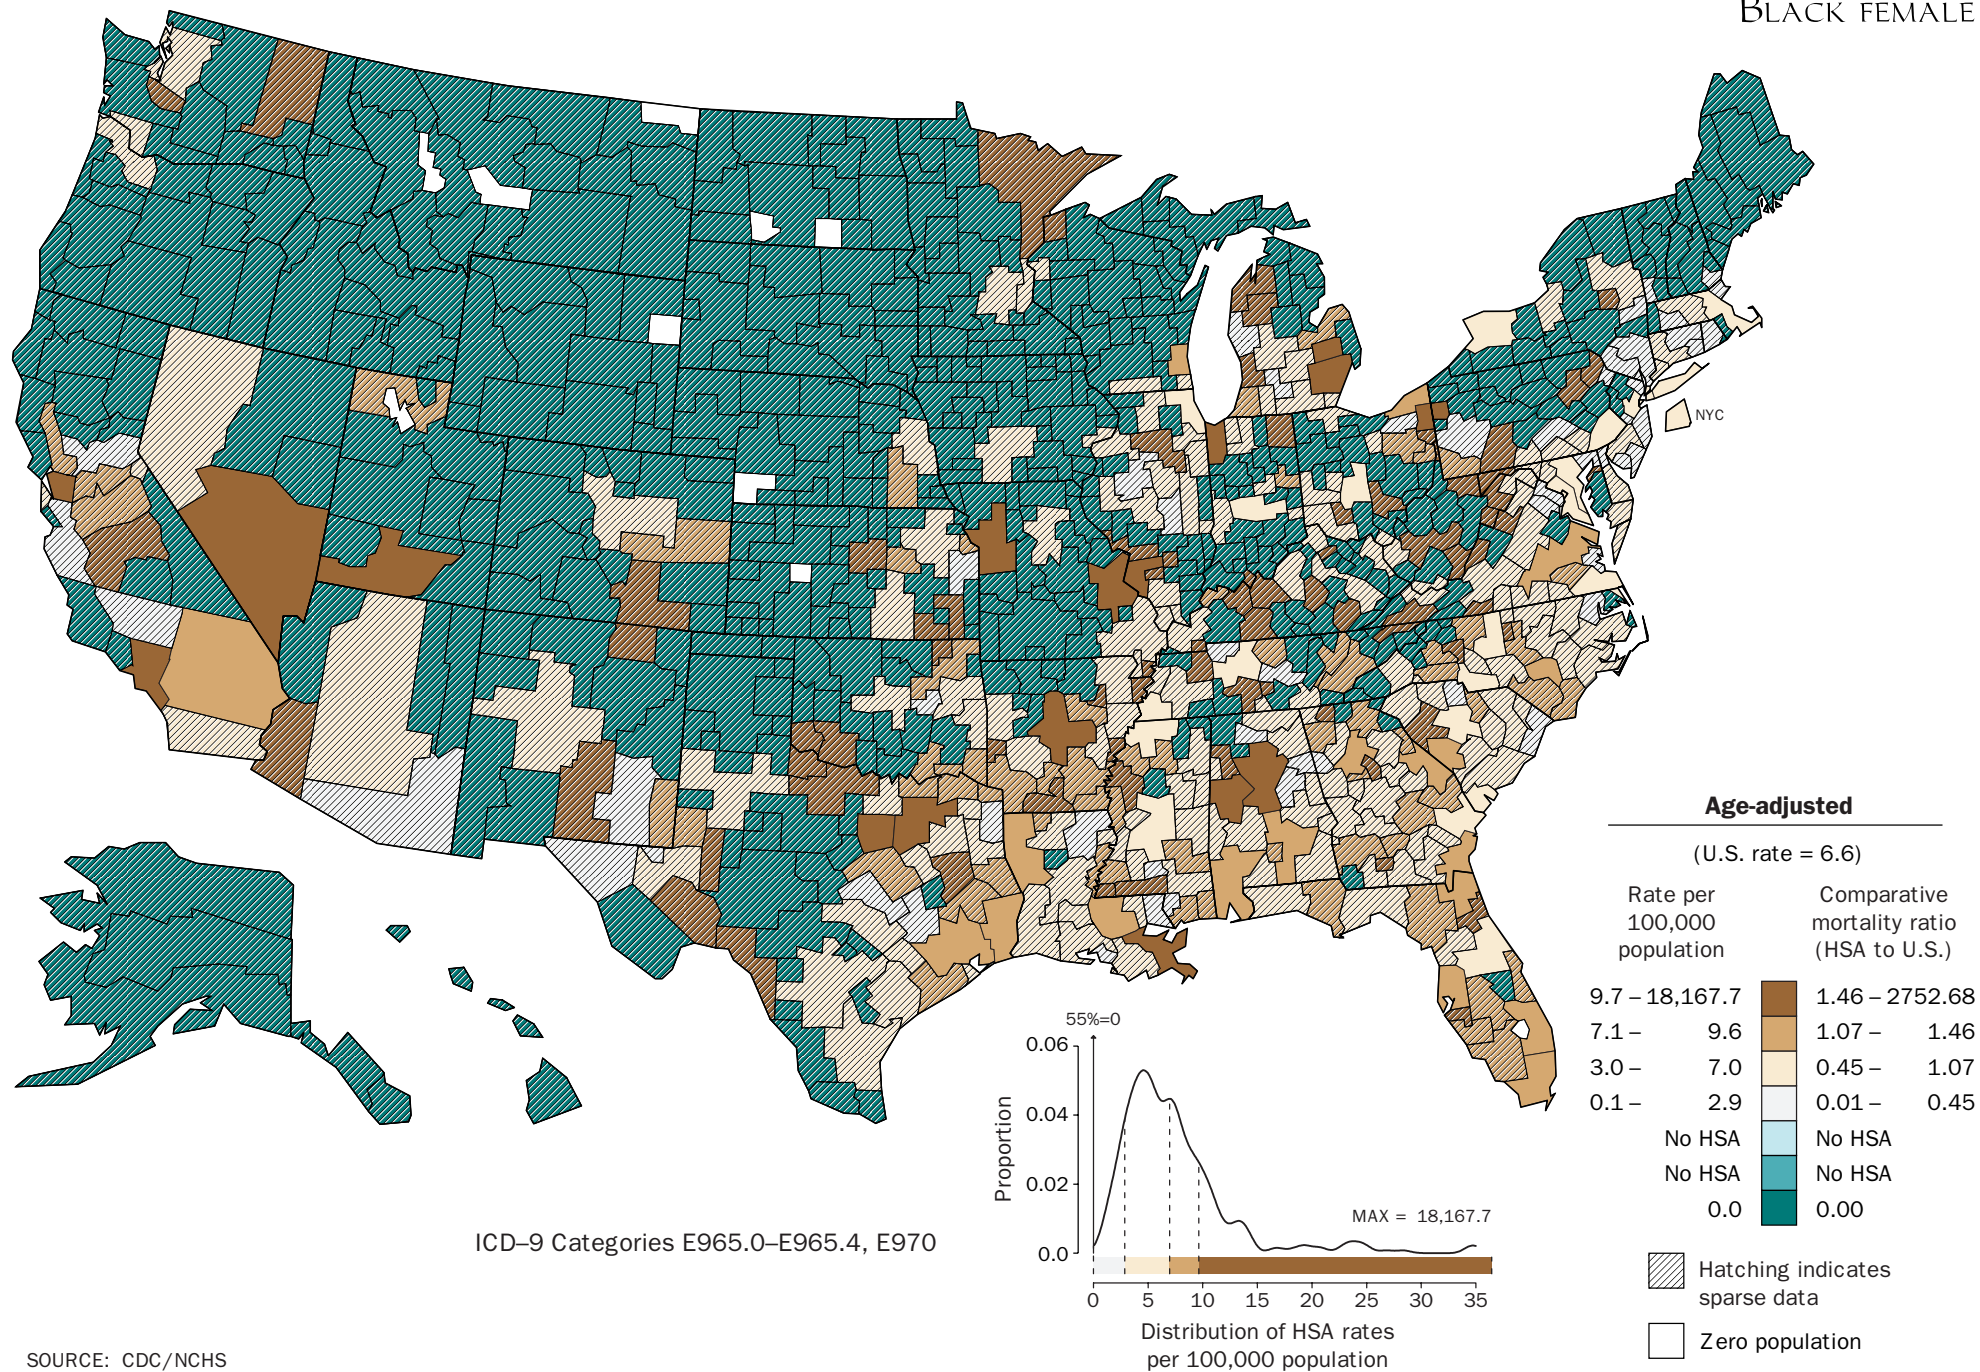 BLACK FEMALE
NYC
Age-adjusted
(U.S. rate = 6.6)
Rate per
100,000
population
Comparative
mortality ratio
(HSA to U.S.)
9.7 – 18,167.7 1.46 – 2752.68
7.1 – 9.6 1.07 – 1.46
3.0 – 7.0 0.45 – 1.07
0.1 – 2.9 0.01 – 0.45
No HSA No HSA
No HSA No HSA
0.0 0.00
Hatching indicates
sparse data
Zero population
55%=0
0.06
0.04
0.02
0.0
Proportion
MAX = 18,167.7
0 5 10 15 20 25 30 35
Distribution of HSA rates
per 100,000 population
ICD–9 Categories E965.0–E965.4, E970
SOURCE: CDC/NCHS